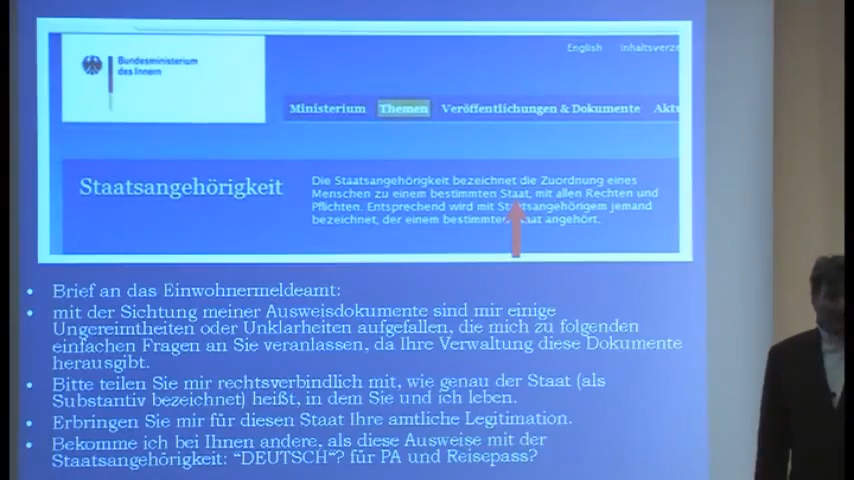 Bundesministerium
des Innern
English Inhaltsverze
Ministerium Themen Veröffentlichungen & Dokumente Aktu
Staatsangehörigkeit
Die Staatsangehörigkeit bezeichnet die Zuordnung eines
Menschen zu einem bestimmten Staat, mit allen Rechten und
Pflichten. Entsprechend wird mit Staatsangehörigem jemand
bezeichnet, der einem bestimmten Staat angehört.
• Brief an das Einwohnermeldeamt:
• mit der Sichtung meiner Ausweisdokumente sind mir einige
Ungereimtheiten oder Unklarheiten aufgefallen, die mich zu folgenden
einfachen Fragen an Sie veranlassen, da Ihre Verwaltung diese Dokumente
herausgibt.
• Bitte teilen Sie mir rechtsverbindlich mit, wie genau der Staat (als
Substantiv bezeichnet) heißt, in dem Sie und ich leben.
• Erbringen Sie mir für diesen Staat Ihre amtliche Legitimation.
• Bekomme ich bei Ihnen andere, als diese Ausweise mit der
Staatsangehörigkeit: "DEUTSCH"? für PA und Reisepass?